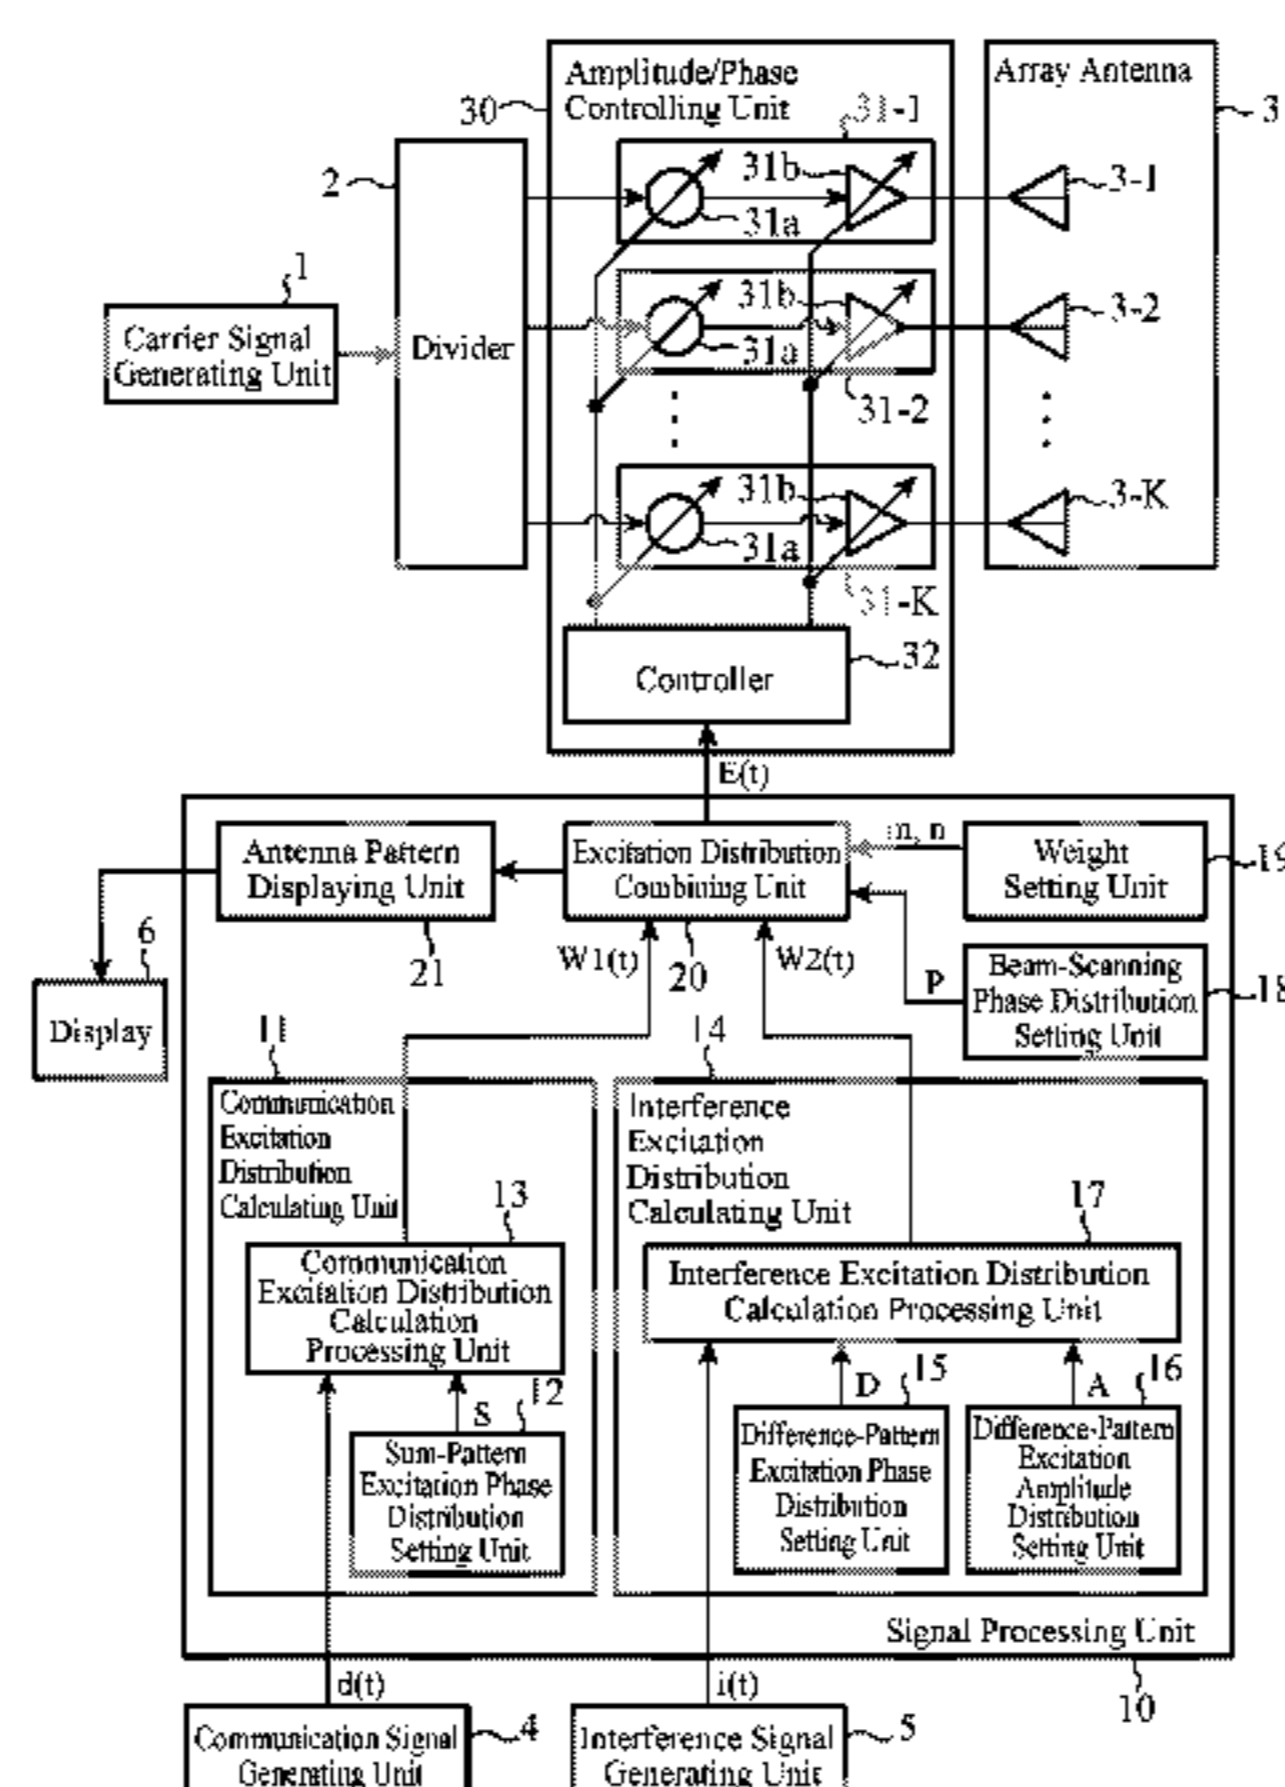 Amplitude/Phase
Controlling Unit
30
31-1
Array Antenna
3
2
31b
31a
3-1
1
Carrier Signal
Generating Unit
Divider
31b
31a
3-2
31-2
31b
31a
3-K
31-K
Controller
32
E(t)
Antenna Pattern
Displaying Unit
21
Excitation Distribution
Combining Unit
20
m, n
Weight
Setting Unit
19
6
Display
W1(t)
W2(t)
P
Beam-Scanning
Phase Distribution
Setting Unit
18
11
Communication
Excitation
Distribution
Calculating Unit
14
Interference
Excitation
Distribution
Calculating Unit
13
Communication
Excitation Distribution
Calculation
Processing Unit
17
Interference Excitation Distribution
Calculation Processing Unit
S
12
Sum-Pattern
Excitation Phase
Distribution
Setting Unit
D
15
Difference-Pattern
Excitation Phase
Distribution
Setting Unit
A
16
Difference-Pattern
Excitation
Amplitude
Distribution
Setting Unit
Signal Processing Unit
10
d(t)
i(t)
Communication Signal
Generating Unit
4
Interference Signal
Generating Unit
5